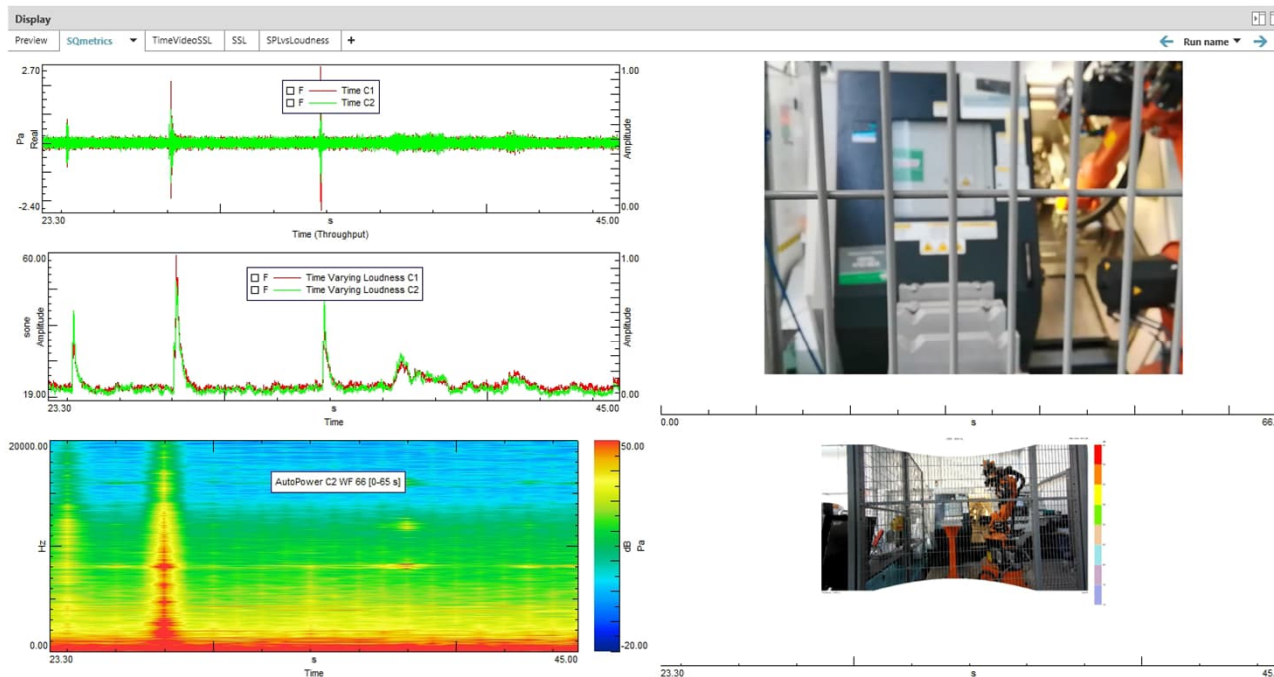 Display
Preview SQmetrics TimeVideoSSL SSL SPLvsLoudness + Run name
2.70
Pa
Real
-2.40
F Time C1
F Time C2
1.00
Amplitude
0.00
23.30 s 45.00
Time (Throughput)
60.00
sone
Amplitude
19.00
F Time Varying Loudness C1
F Time Varying Loudness C2
1.00
Amplitude
0.00
23.30 s 45.00
Time
20000.00
Hz
0.00
AutoPower C2 WF 66 [0-65 s]
50.00
dB
Pa
-20.00
23.30 s 45.00
Time
0.00 s 66.
23.30 s 45.